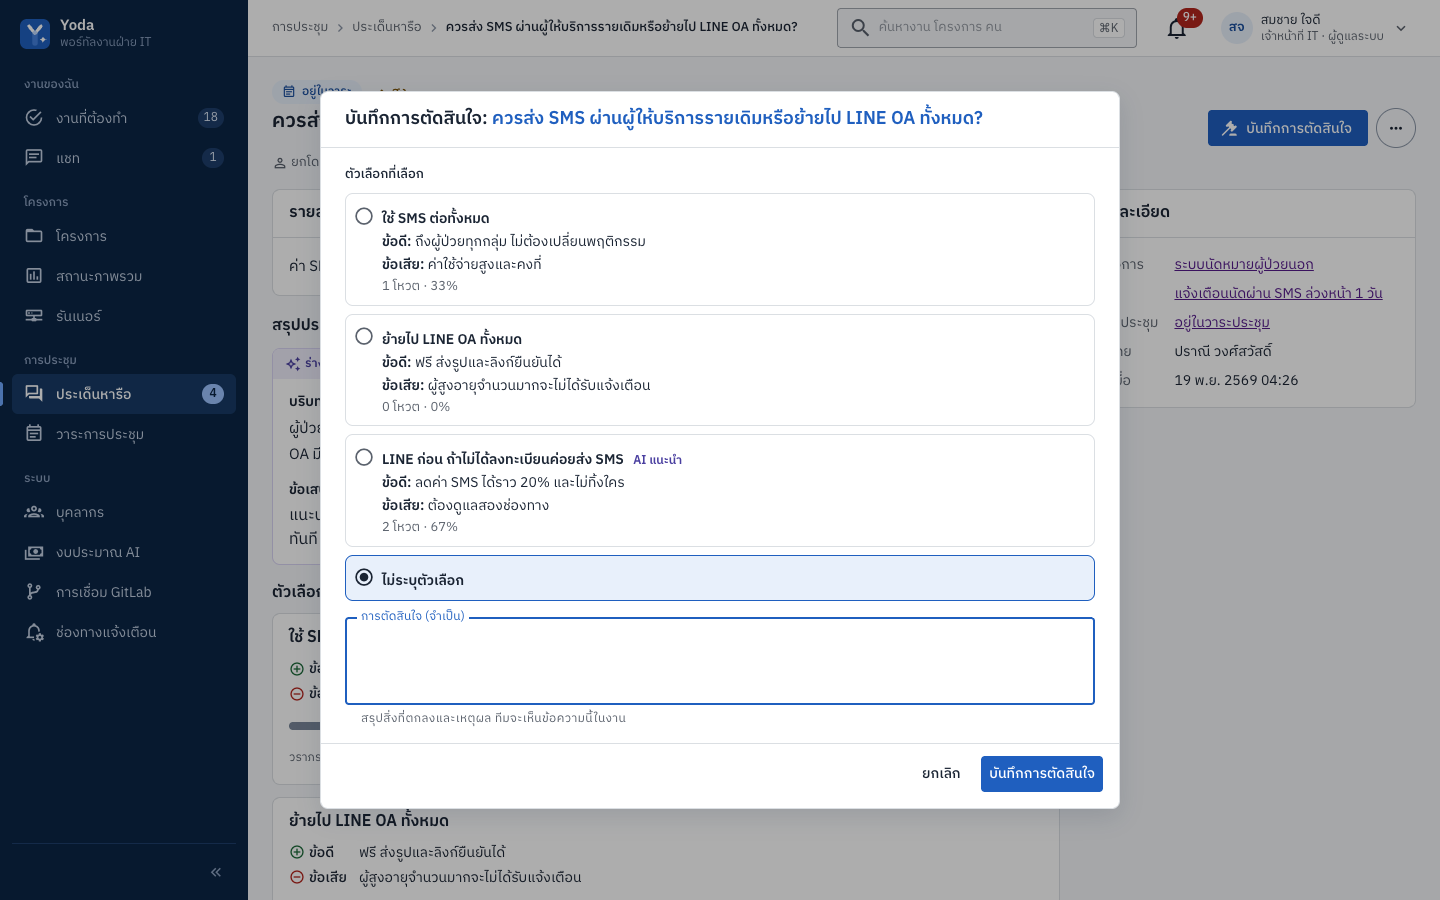 Yoda
พอร์ทัลงานฝ่าย IT
งานของฉัน
งานที่ต้องทำ 18
แชท 1
โครงการ
โครงการ
สถานะภาพรวม
รันเนอร์
การประชุม
ประเด็นหารือ 4
วาระการประชุม
ระบบ
บุคลากร
งบประมาณ AI
การเชื่อม GitLab
ช่องทางแจ้งเตือน
การประชุม ประเด็นหารือ ควรส่ง SMS ผ่านผู้ให้บริการรายเดิมหรือย้ายไป LINE OA ทั้งหมด?
ค้นหางาน โครงการ คน ⌘K
9+
สจ
สมชาย ใจดี
เจ้าหน้าที่ IT · ผู้ดูแลระบบ
บันทึกการตัดสินใจ
บันทึกการตัดสินใจ: ควรส่ง SMS ผ่านผู้ให้บริการรายเดิมหรือย้ายไป LINE OA ทั้งหมด?
ตัวเลือกที่เลือก
ใช้ SMS ต่อทั้งหมด
ข้อดี: ถึงผู้ป่วยทุกกลุ่ม ไม่ต้องเปลี่ยนพฤติกรรม
ข้อเสีย: ค่าใช้จ่ายสูงและคงที่
1 โหวต · 33%
ย้ายไป LINE OA ทั้งหมด
ข้อดี: ฟรี ส่งรูปและลิงก์ยืนยันได้
ข้อเสีย: ผู้สูงอายุจำนวนมากจะไม่ได้รับแจ้งเตือน
0 โหวต · 0%
LINE ก่อน ถ้าไม่ได้ลงทะเบียนค่อยส่ง SMS AI แนะนำ
ข้อดี: ลดค่า SMS ได้ราว 20% และไม่ทิ้งใคร
ข้อเสีย: ต้องดูแลสองช่องทาง
2 โหวต · 67%
ไม่ระบุตัวเลือก
การตัดสินใจ (จำเป็น)
สรุปสิ่งที่ตกลงและเหตุผล ทีมจะเห็นข้อความนี้ในงาน
ยกเลิก บันทึกการตัดสินใจ
ระบบนัดหมายผู้ป่วยนอก
แจ้งเตือนนัดผ่าน SMS ล่วงหน้า 1 วัน
อยู่ในวาระประชุม
ปราณี วงศ์สวัสดิ์
19 พ.ย. 2569 04:26
ย้ายไป LINE OA ทั้งหมด
ข้อดี ฟรี ส่งรูปและลิงก์ยืนยันได้
ข้อเสีย ผู้สูงอายุจำนวนมากจะไม่ได้รับแจ้งเตือน